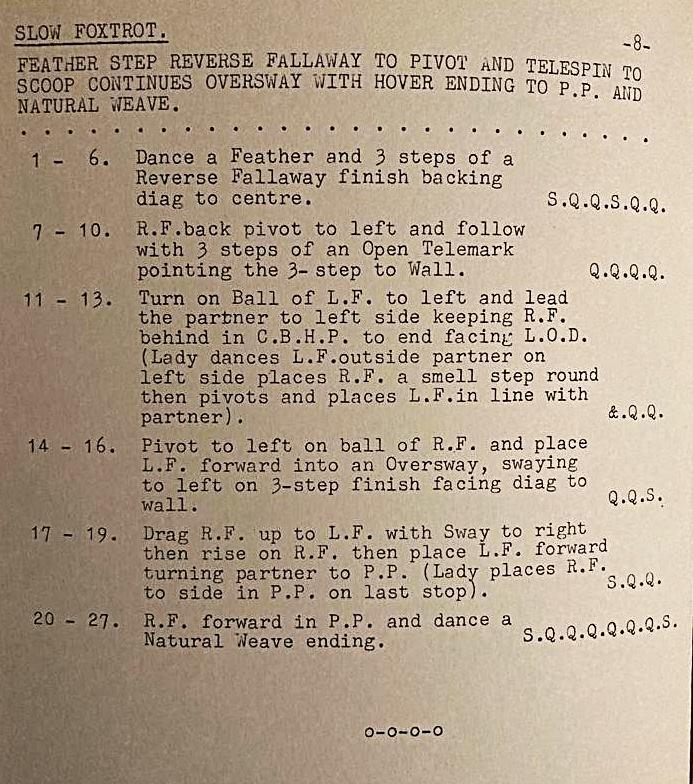 SLOW FOXTROT.
-8-
FEATHER STEP REVERSE FALLAWAY TO PIVOT AND TELESPIN TO
SCOOP CONTINUES OVERSWAY WITH HOVER ENDING TO P.P. AND
NATURAL WEAVE.
. . . . . . . . . . . . . . . . . . . . . . . . . . . .
1 - 6. Dance a Feather and 3 steps of a
Reverse Fallaway finish backing
diag to centre. S.Q.Q.S.Q.Q.
7 - 10. R.F.back pivot to left and follow
with 3 steps of an Open Telemark
pointing the 3-step to Wall. Q.Q.Q.Q.
11 - 13. Turn on Ball of L.F. to left and lead
the partner to left side keeping R.F.
behind in C.B.H.P. to end facing L.O.D.
(Lady dances L.F.outside partner on
left side places R.F. a smell step round
then pivots and places L.F.in line with
partner). &.Q.Q.
14 - 16. Pivot to left on ball of R.F. and place
L.F. forward into an Oversway, swaying
to left on 3-step finish facing diag to
wall. Q.Q.S.
17 - 19. Drag R.F. up to L.F. with Sway to right
then rise on R.F. then place L.F. forward
turning partner to P.P. (Lady places R.F.
to side in P.P. on last stop). S.Q.Q.
20 - 27. R.F. forward in P.P. and dance a
Natural Weave ending. S.Q.Q.Q.Q.Q.Q.S.
o-o-o-o